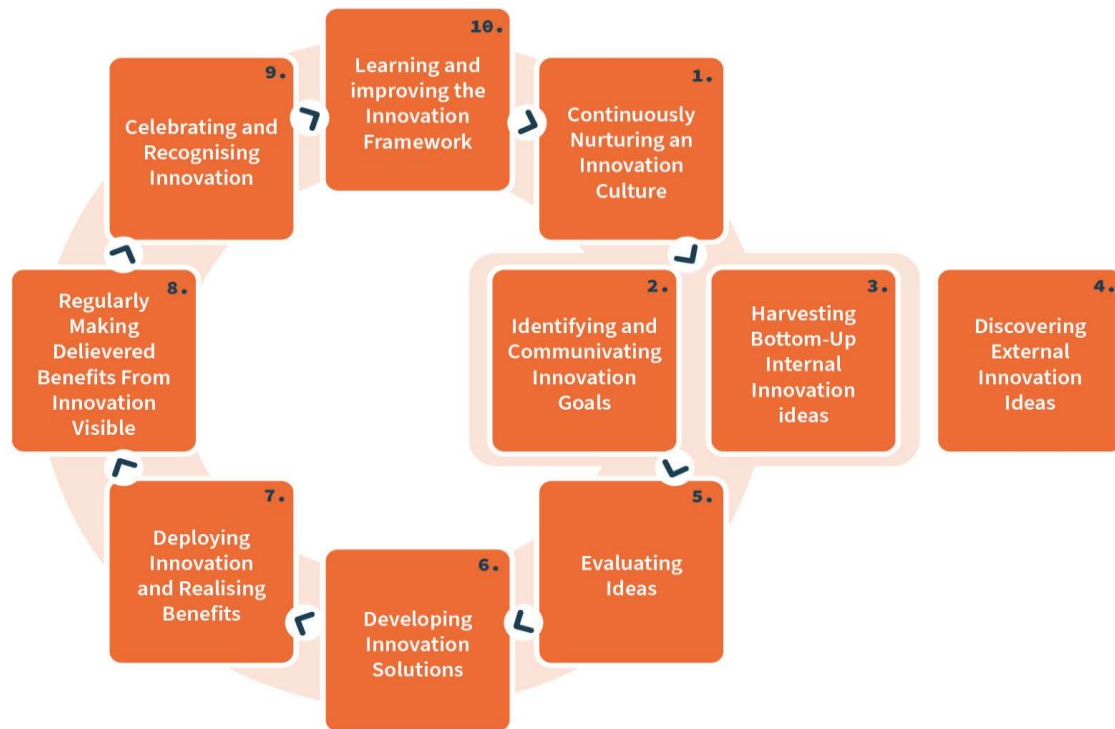 1.
Continuously
Nurturing an
Innovation
Culture
2.
Identifying and
Communivating
Innovation
Goals
3.
Harvesting
Bottom-Up
Internal
Innovation
ideas
4.
Discovering
External
Innovation
Ideas
5.
Evaluating
Ideas
6.
Developing
Innovation
Solutions
7.
Deploying
Innovation
and Realising
Benefits
8.
Regularly
Making
Delievered
Benefits From
Innovation
Visible
9.
Celebrating and
Recognising
Innovation
10.
Learning and
improving the
Innovation
Framework